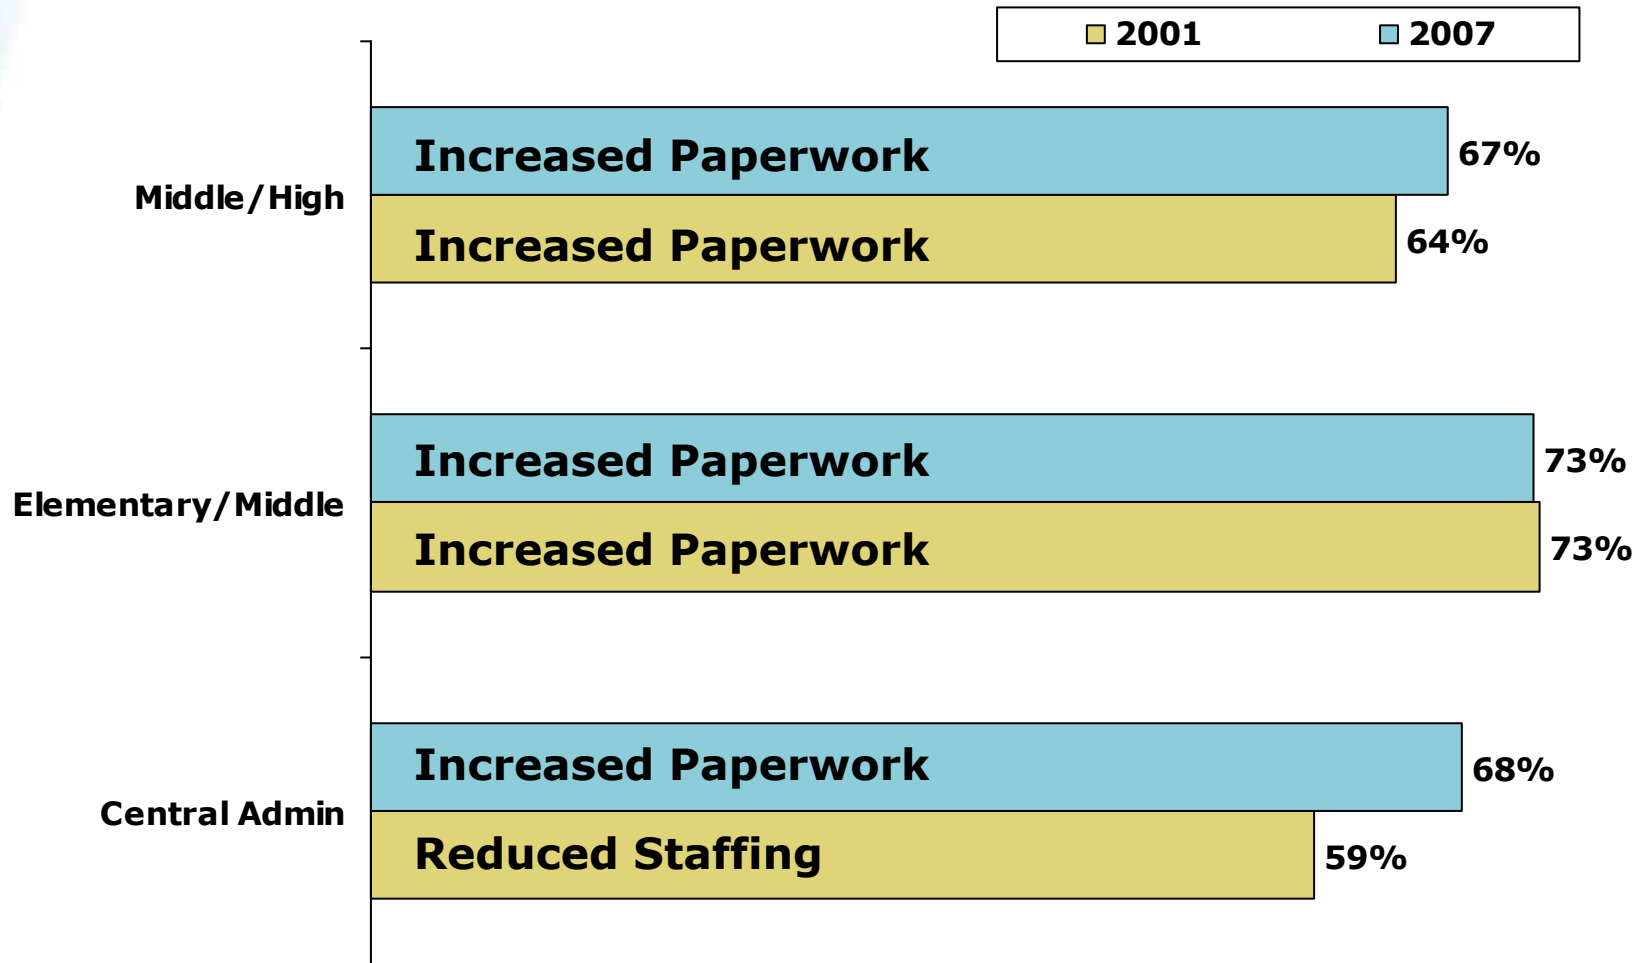 2001 2007
Middle/High
Increased Paperwork 67%
Increased Paperwork 64%
Elementary/Middle
Increased Paperwork 73%
Increased Paperwork 73%
Central Admin
Increased Paperwork 68%
Reduced Staffing 59%